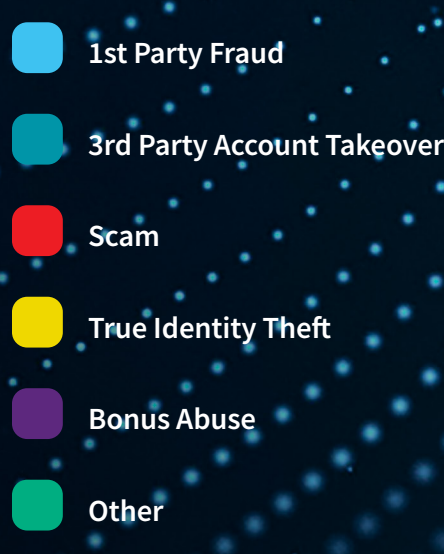 1st Party Fraud
3rd Party Account Takeover
Scam
True Identity Theft
Bonus Abuse
Other